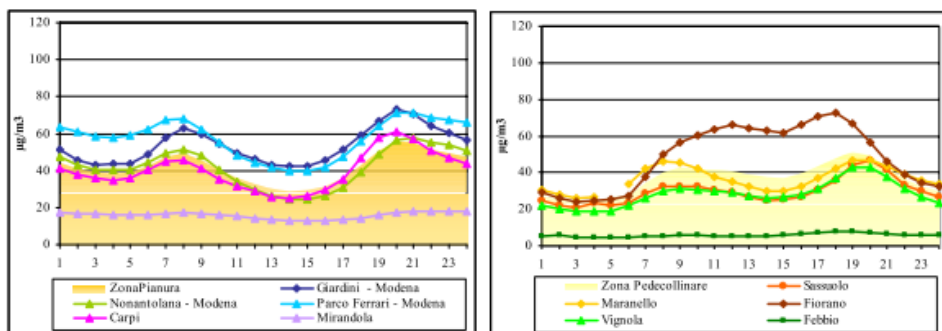 120
100
80
60
40
20
0
µg/m3
1 3 5 7 9 11 13 15 17 19 21 23
ZonaPianura Giardini - Modena
Nonantolana - Modena Parco Ferrari - Modena
Carpi Mirandola
120
100
80
60
40
20
0
µg/m3
1 3 5 7 9 11 13 15 17 19 21 23
Zona Pedecollinare Sassuolo
Maranello Fiorano
Vignola Febbio